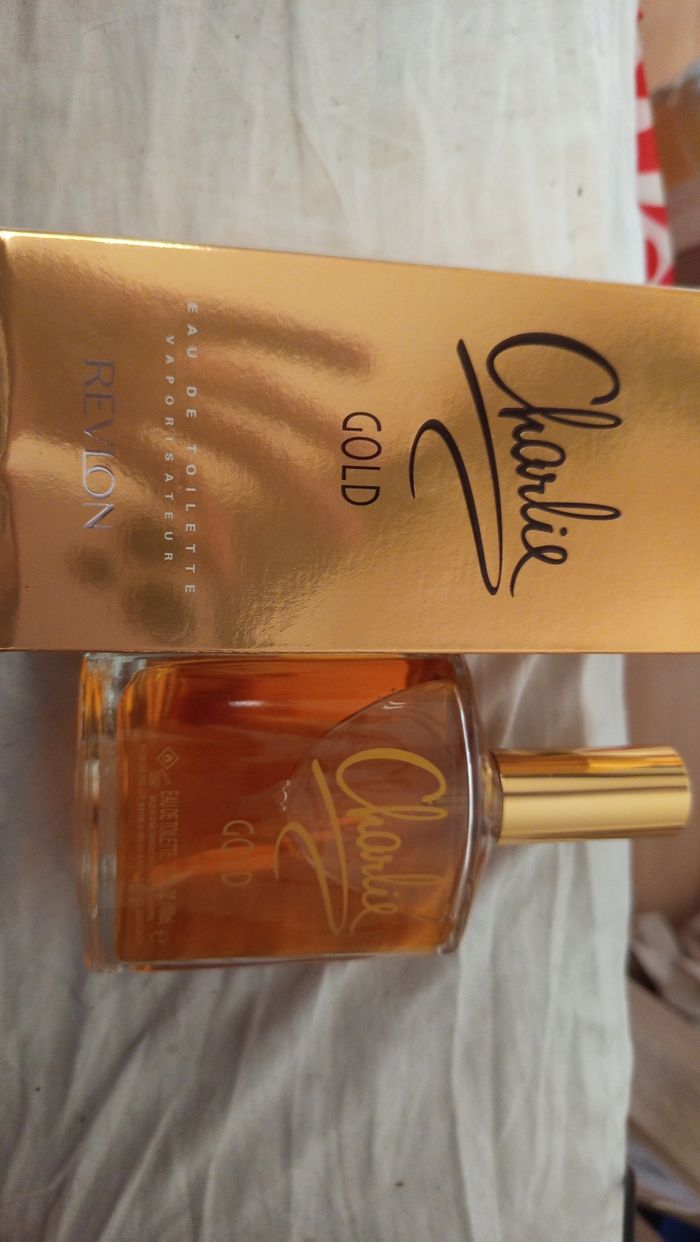 Charlie
GOLD
EAU DE TOILETTE
VAPORISATEUR
REVLON
Charlie
GOLD
EAU DE TOILETTE